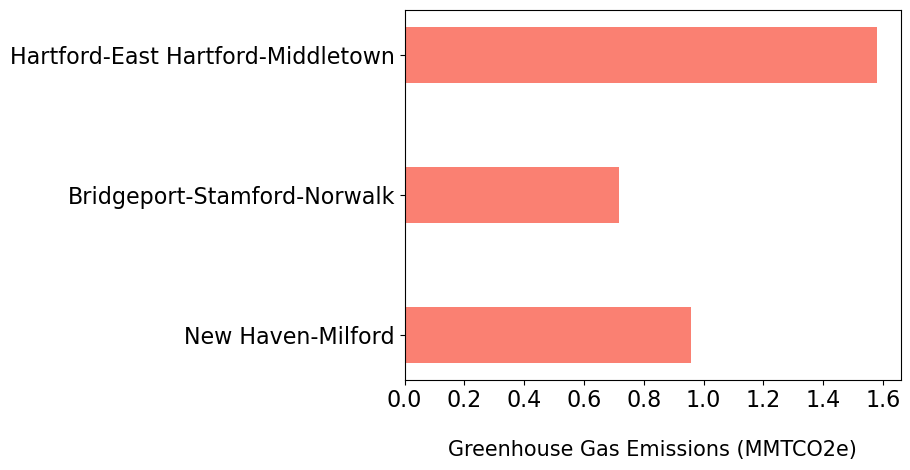 Hartford-East Hartford-Middletown
Bridgeport-Stamford-Norwalk
New Haven-Milford
0.0 0.2 0.4 0.6 0.8 1.0 1.2 1.4 1.6
Greenhouse Gas Emissions (MMTCO2e)